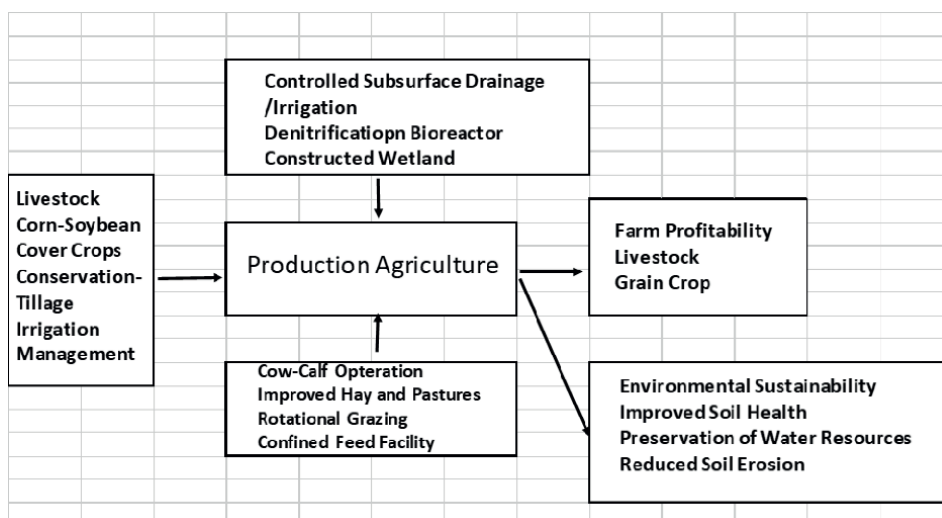 Controlled Subsurface Drainage
/Irrigation
Denitrificatiopn Bioreactor
Constructed Wetland
Livestock
Corn-Soybean
Cover Crops
Conservation-
Tillage
Irrigation
Management
Production Agriculture
Farm Profitability
Livestock
Grain Crop
Cow-Calf Opteration
Improved Hay and Pastures
Rotational Grazing
Confined Feed Facility
Environmental Sustainability
Improved Soil Health
Preservation of Water Resources
Reduced Soil Erosion